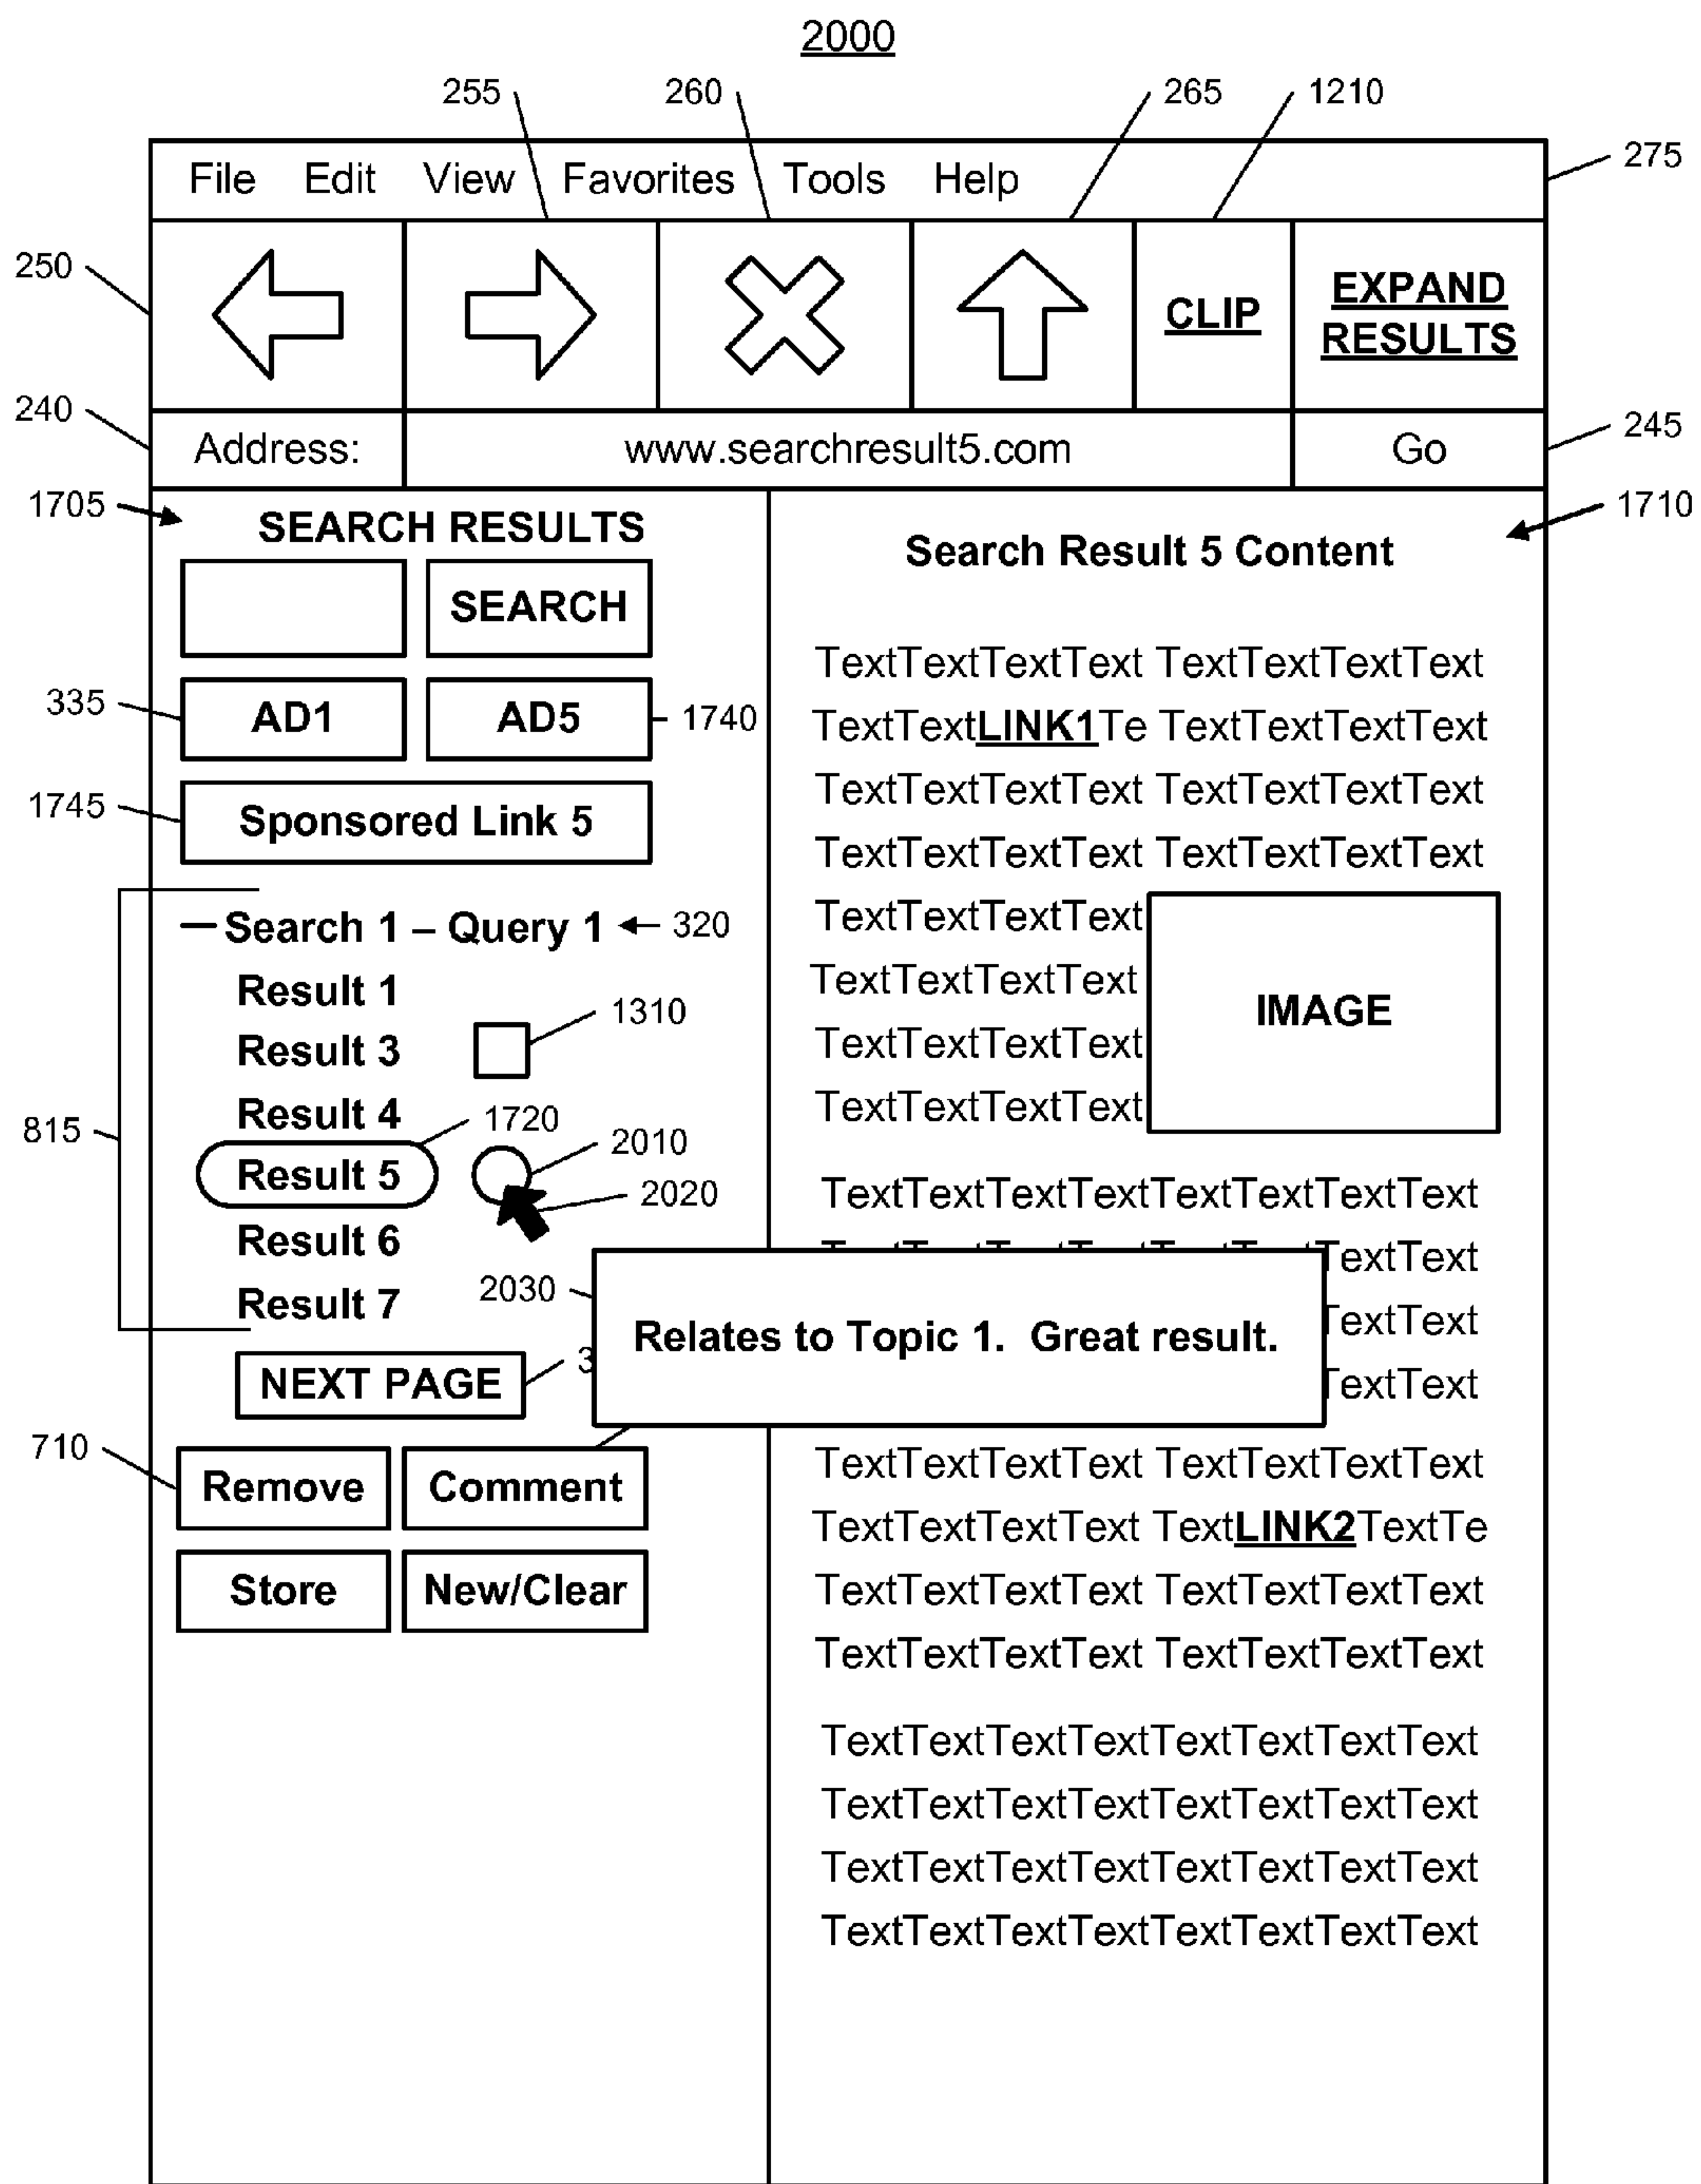 2000
255 260 265 1210
File Edit View Favorites Tools Help 275
250 CLIP EXPAND
RESULTS
240 Address: www.searchresult5.com Go 245
1705 SEARCH RESULTS
SEARCH
335 AD1 AD5 1740
1745 Sponsored Link 5
815
— Search 1 – Query 1 320
Result 1
Result 3 1310
Result 4 1720
Result 5 2010
2020
Result 6
Result 7 2030
NEXT PAGE 3
Relates to Topic 1. Great result.
710 Remove Comment
Store New/Clear
1710
Search Result 5 Content
TextTextTextText TextTextTextText
TextTextLINK1Te TextTextTextText
TextTextTextText TextTextTextText
TextTextTextText TextTextTextText
TextTextTextText
TextTextTextText
TextTextTextText
TextTextTextText
IMAGE
TextTextTextTextTextTextTextText
TextText
TextText
TextText
TextTextTextText TextTextTextText
TextTextTextText TextLINK2TextTe
TextTextTextText TextTextTextText
TextTextTextText TextTextTextText
TextTextTextTextTextTextTextText
TextTextTextTextTextTextTextText
TextTextTextTextTextTextTextText
TextTextTextTextTextTextTextText